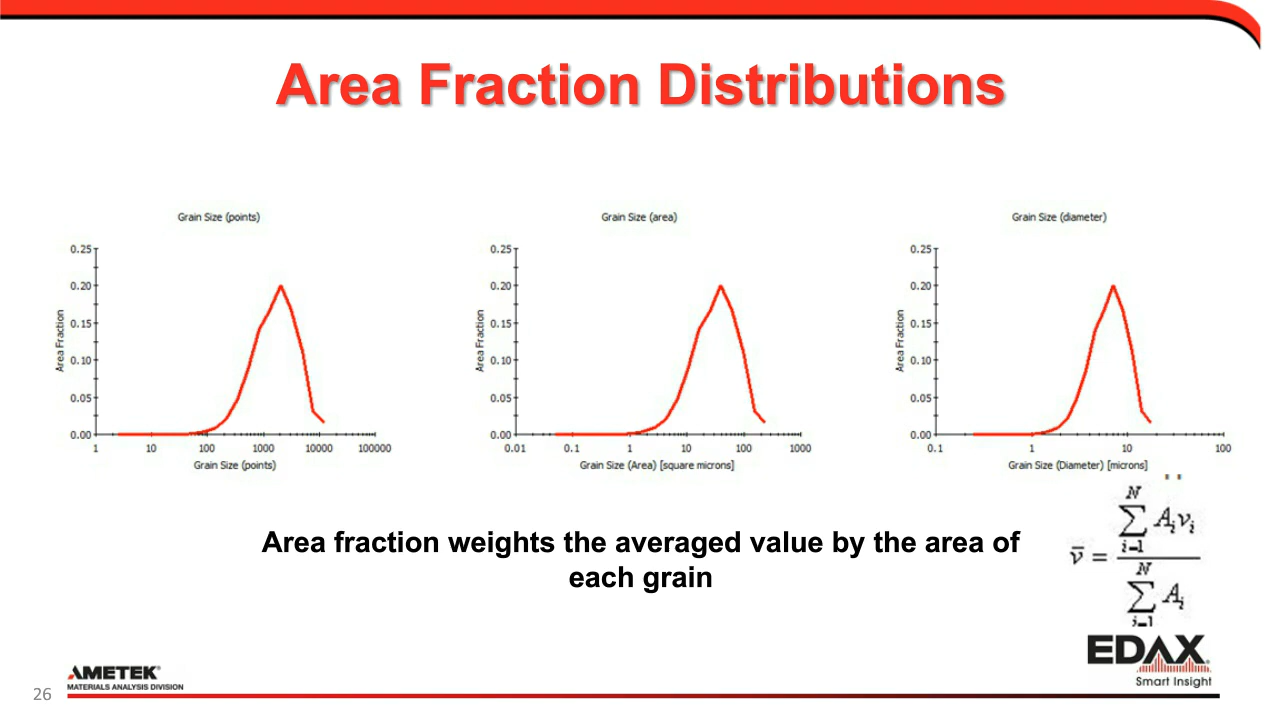 Area Fraction Distributions
Grain Size (points)
0.25
0.20
0.15
0.10
0.05
0.00
Area Fraction
1 10 100 1000 10000 100000
Grain Size (points)
Grain Size (area)
0.25
0.20
0.15
0.10
0.05
0.00
Area Fraction
0.01 0.1 1 10 100 1000
Grain Size (Area) [square microns]
Grain Size (diameter)
0.25
0.20
0.15
0.10
0.05
0.00
Area Fraction
0.1 1 10 100
Grain Size (Diameter) [microns]
Area fraction weights the averaged value by the area of
each grain
N
∑ Aᵢvᵢ
i=1
v̄ =
N
∑ Aᵢ
i=1
EDAX
Smart Insight
AMETEK®
MATERIALS ANALYSIS DIVISION
26